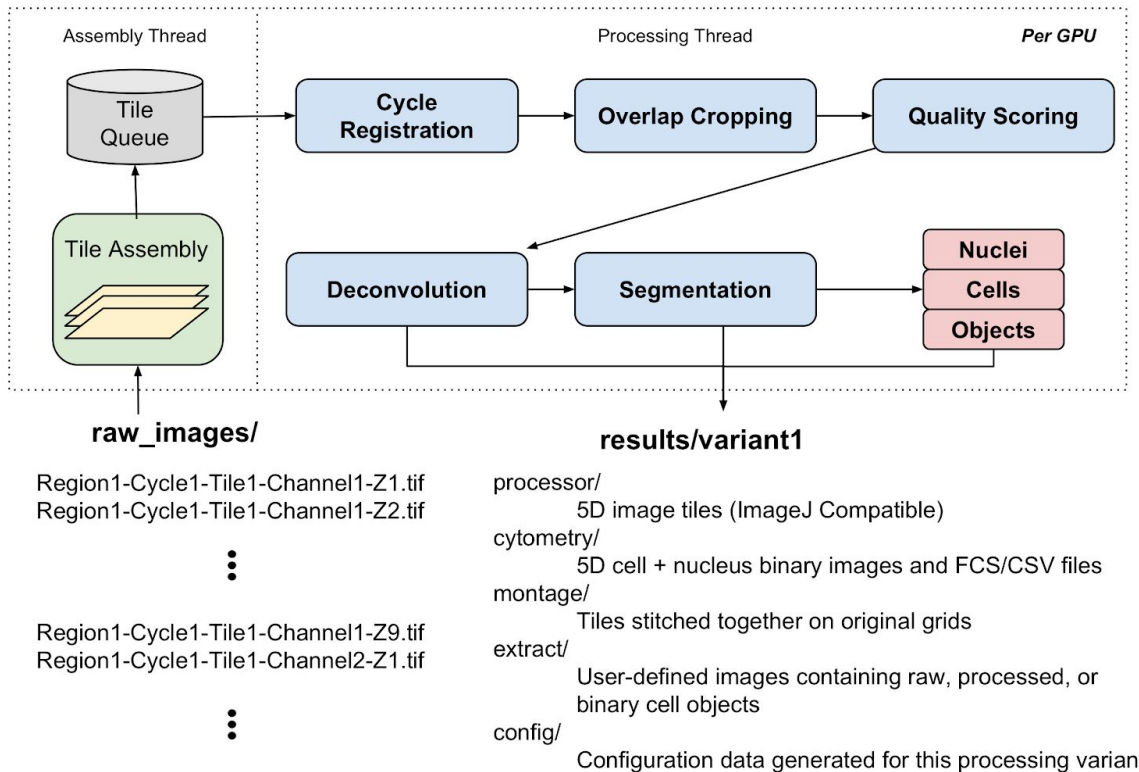 Assembly Thread
Processing Thread
Per GPU
Tile
Queue
Cycle
Registration
Overlap Cropping
Quality Scoring
Tile Assembly
Deconvolution
Segmentation
Nuclei
Cells
Objects
raw_images/
Region1-Cycle1-Tile1-Channel1-Z1.tif
Region1-Cycle1-Tile1-Channel1-Z2.tif
Region1-Cycle1-Tile1-Channel1-Z9.tif
Region1-Cycle1-Tile1-Channel2-Z1.tif
results/variant1
processor/
5D image tiles (ImageJ Compatible)
cytometry/
5D cell + nucleus binary images and FCS/CSV files
montage/
Tiles stitched together on original grids
extract/
User-defined images containing raw, processed, or
binary cell objects
config/
Configuration data generated for this processing varian